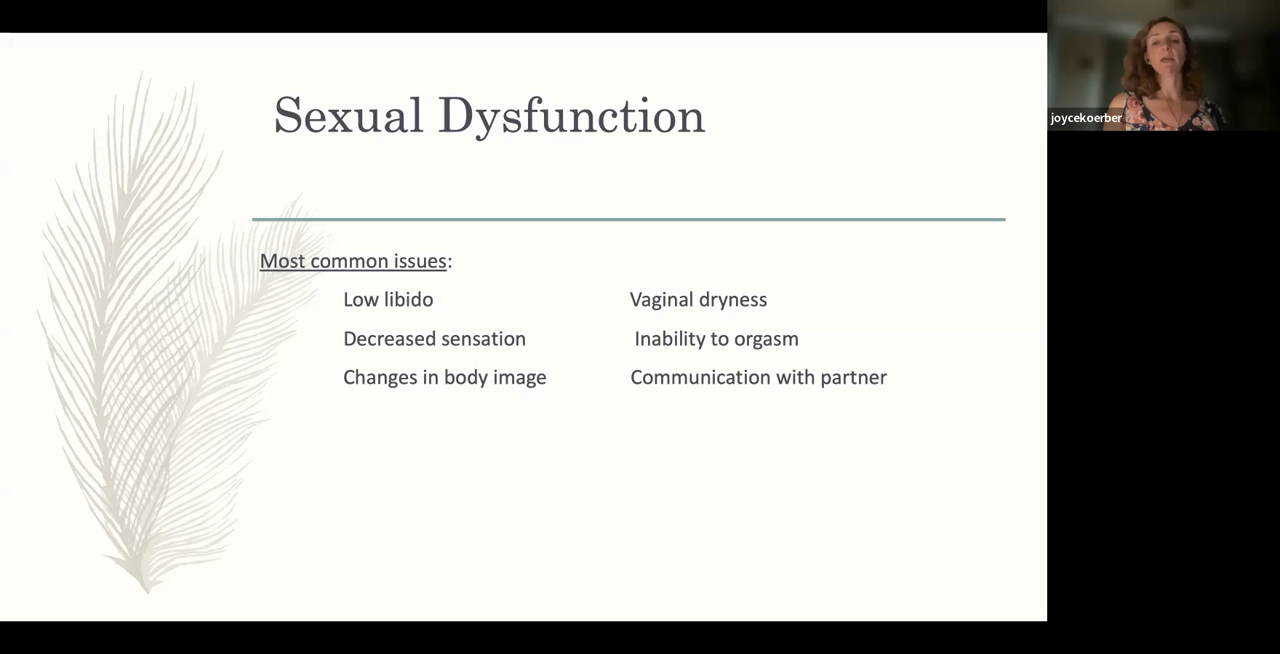 Sexual Dysfunction
joycekoerber
Most common issues:
Low libido Vaginal dryness
Decreased sensation Inability to orgasm
Changes in body image Communication with partner